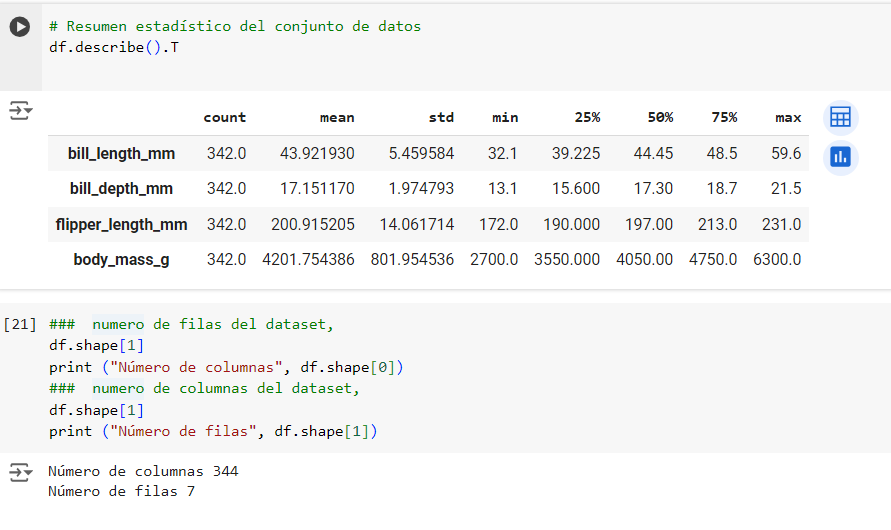 # Resumen estadístico del conjunto de datos
df.describe().T
count mean std min 25% 50% 75% max
bill_length_mm 342.0 43.921930 5.459584 32.1 39.225 44.45 48.5 59.6
bill_depth_mm 342.0 17.151170 1.974793 13.1 15.600 17.30 18.7 21.5
flipper_length_mm 342.0 200.915205 14.061714 172.0 190.000 197.00 213.0 231.0
body_mass_g 342.0 4201.754386 801.954536 2700.0 3550.000 4050.00 4750.0 6300.0
[21] ###  numero de filas del dataset,
df.shape[1]
print ("Número de columnas", df.shape[0])
###  numero de columnas del dataset,
df.shape[1]
print ("Número de filas", df.shape[1])
Número de columnas 344
Número de filas 7